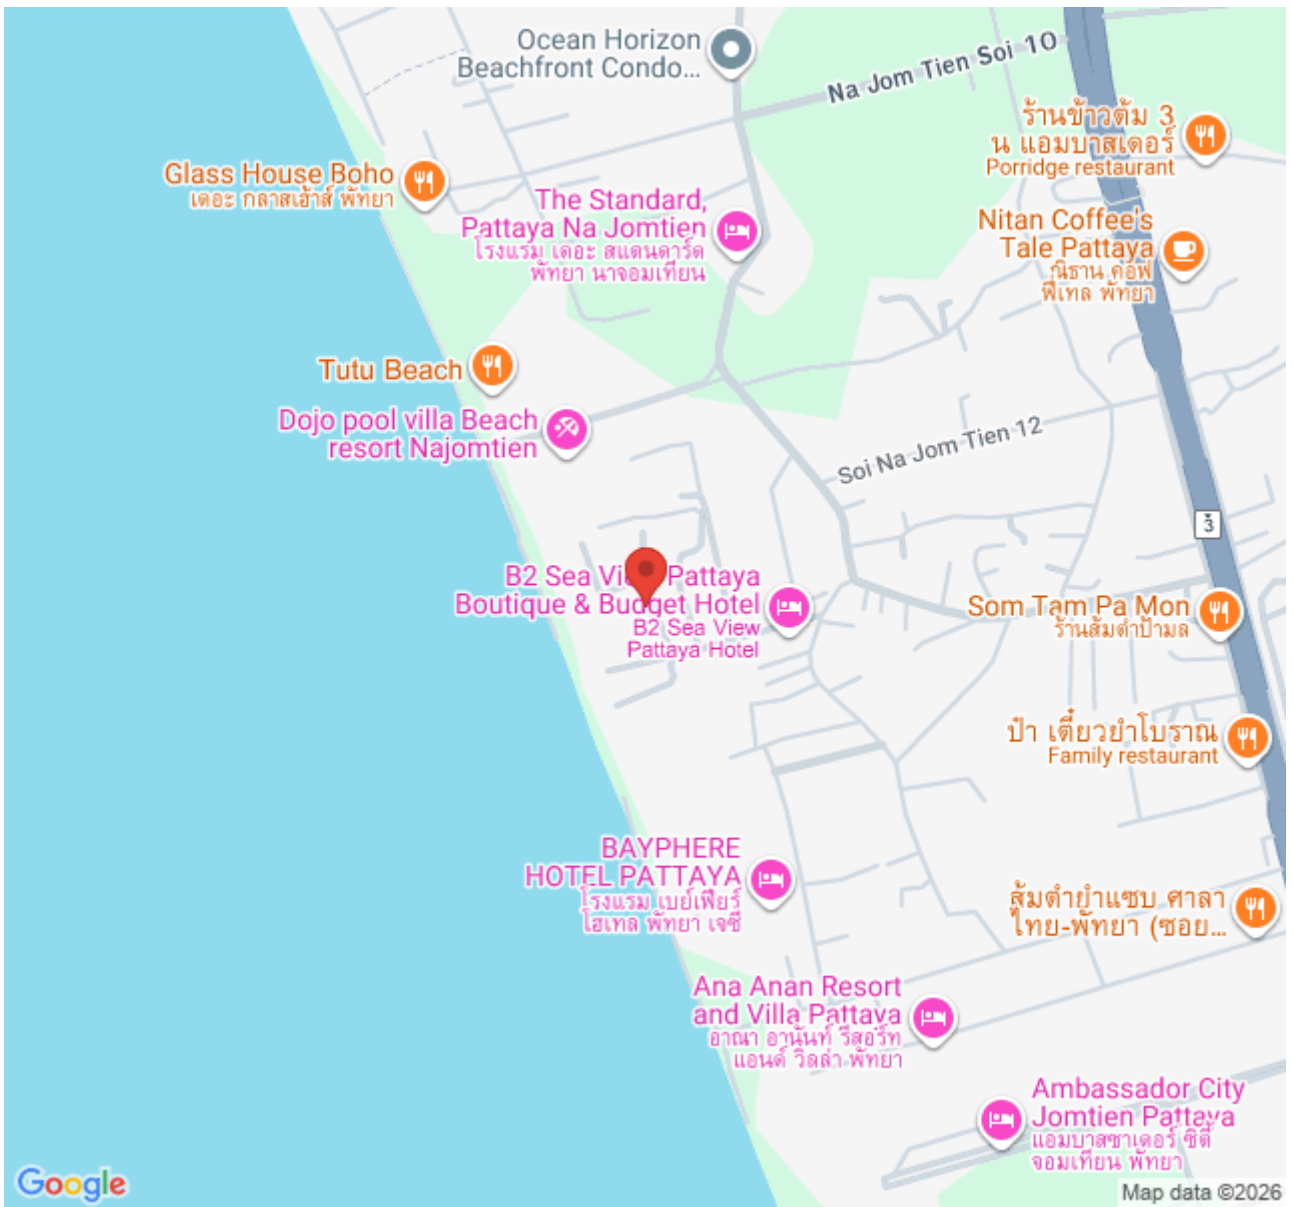 Ocean Horizon
Beachfront Condo...
Na Jom Tien Soi 10
ร้านข้าวต้ม 3
น แอมบาสเดอร์
Porridge restaurant
Glass House Boho
เดอะ กลาสเฮ้าส์ พัทยา
The Standard,
Pattaya Na Jomtien
โรงแรม เดอะ สแตนดาร์ด
พัทยา นาจอมเทียน
Nitan Coffee's
Tale Pattaya
ณิธาน คอฟ
ฟี่เทล พัทยา
Tutu Beach
Dojo pool villa Beach
resort Najomtien
Soi Na Jom Tien 12
3
B2 Sea View Pattaya
Boutique & Budget Hotel
B2 Sea View
Pattaya Hotel
Som Tam Pa Mon
ร้านส้มตำป้ามล
ป้า เตี๋ยวยำโบราณ
Family restaurant
BAYPHERE
HOTEL PATTAYA
โรงแรม เบย์เฟียร์
โฮเทล พัทยา เจซี
ส้มตำยำแซบ ศาลา
ไทย-พัทยา (ซอย...
Ana Anan Resort
and Villa Pattaya
อาณา อานันท์ รีสอร์ท
แอนด์ วิลล่า พัทยา
Ambassador City
Jomtien Pattaya
แอมบาสซาเดอร์ ซิตี้
จอมเทียน พัทยา
Google
Map data ©2026